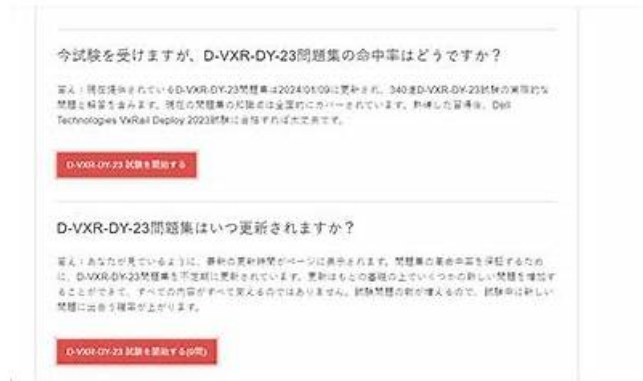 今試験を受けますが、D-VXR-DY-23問題集の命中率はどうですか？
答え：現在提供されているD-VXR-DY-23問題集は2024/01/09に更新され、340道D-VXR-DY-23試験の実際的な
問題と解答を含みます。現在の問題集の知識点は全面的にカバーされています。熟練した習得後、Dell
Technologies VxRail Deploy 2023試験に合格すれば大丈夫です。
D-VXR-DY-23 試験を開始する
D-VXR-DY-23問題集はいつ更新されますか？
答え：あなたが見ているように、最新の更新時間がページに表示されます。問題集の高命中率を保証するため
に、D-VXR-DY-23問題集を不定期に更新されています。更新はもとの基礎の上でいくつかの新しい問題を増加す
ることができて、すべての内容がすべて変えるのではありません。試験問題の数が増えるので、試験中に新しい
問題に出会う確率が上がります。
D-VXR-DY-23 試験を開始する(0問)